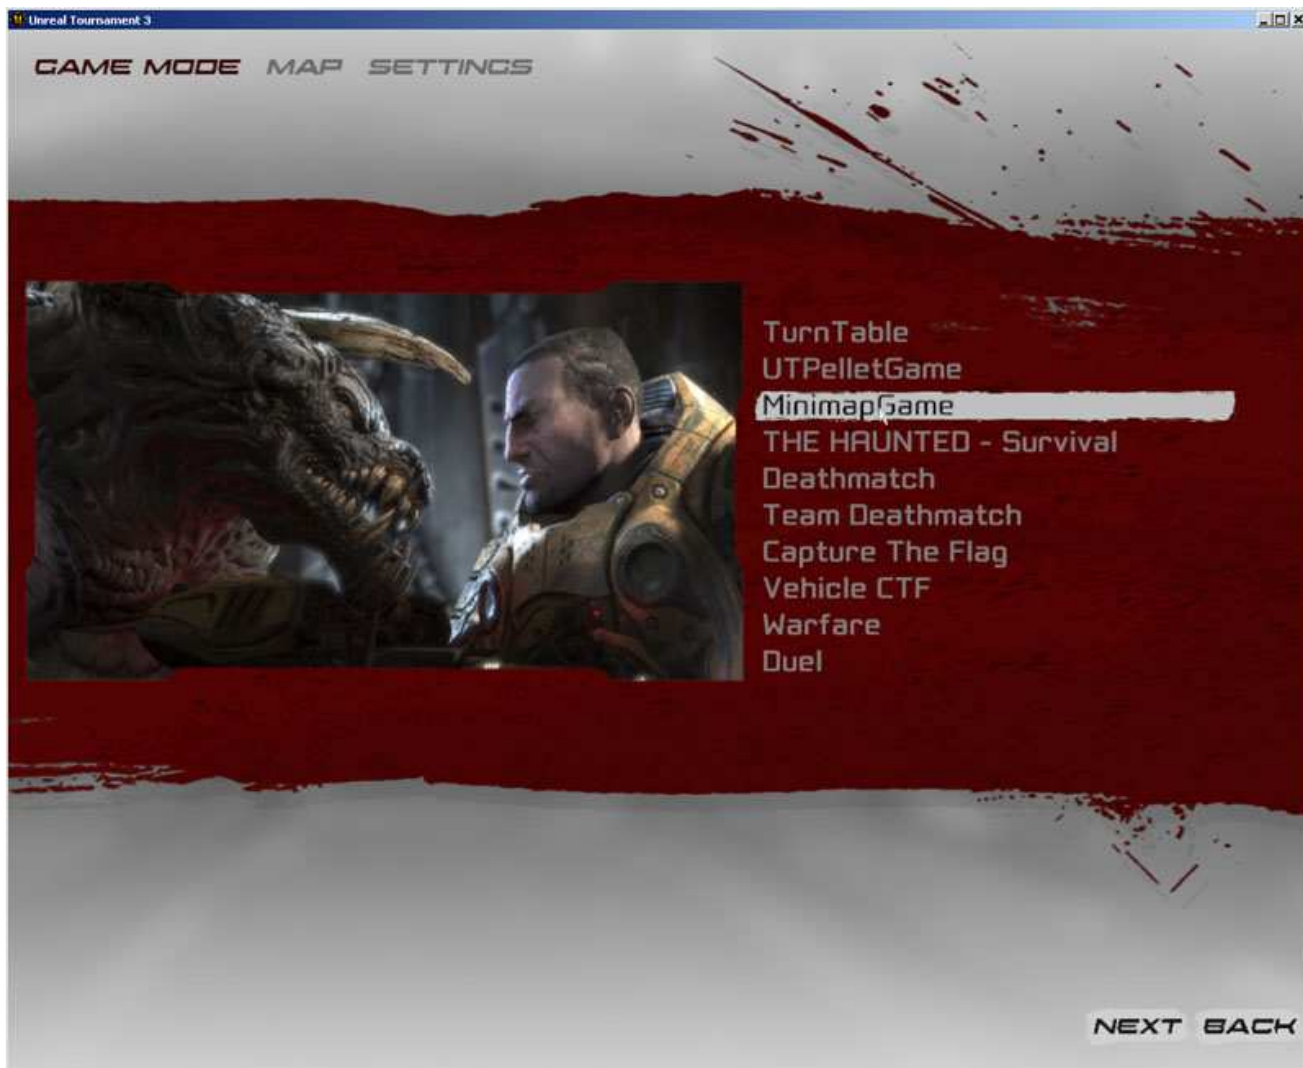 Unreal Tournament 3
GAME MODE MAP SETTINGS
TurnTable
UTPelletGame
MinimapGame
THE HAUNTED - Survival
Deathmatch
Team Deathmatch
Capture The Flag
Vehicle CTF
Warfare
Duel
NEXT BACK